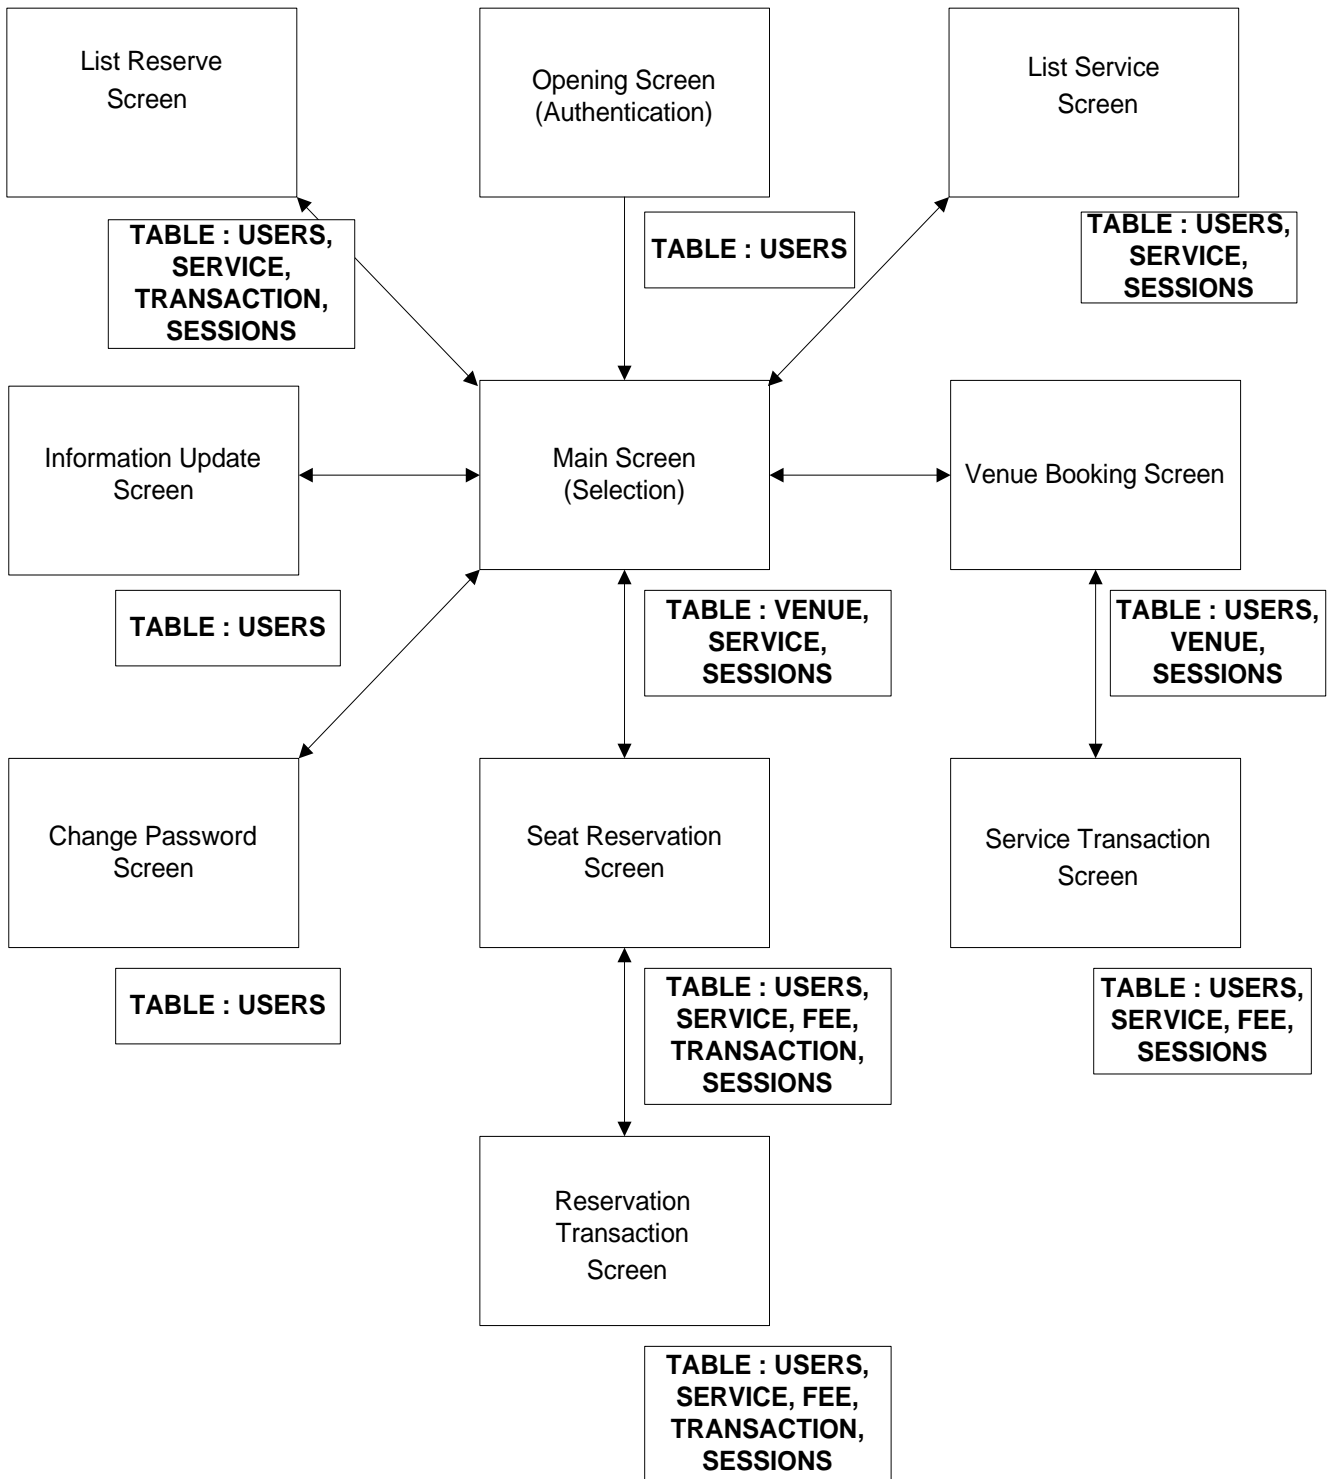 List Reserve
Screen
Opening Screen
(Authentication)
List Service
Screen
TABLE : USERS,
SERVICE,
TRANSACTION,
SESSIONS
TABLE : USERS
TABLE : USERS,
SERVICE,
SESSIONS
Information Update
Screen
Main Screen
(Selection)
Venue Booking Screen
TABLE : USERS
TABLE : VENUE,
SERVICE,
SESSIONS
TABLE : USERS,
VENUE,
SESSIONS
Change Password
Screen
Seat Reservation
Screen
Service Transaction
Screen
TABLE : USERS
TABLE : USERS,
SERVICE, FEE,
TRANSACTION,
SESSIONS
TABLE : USERS,
SERVICE, FEE,
SESSIONS
Reservation
Transaction
Screen
TABLE : USERS,
SERVICE, FEE,
TRANSACTION,
SESSIONS